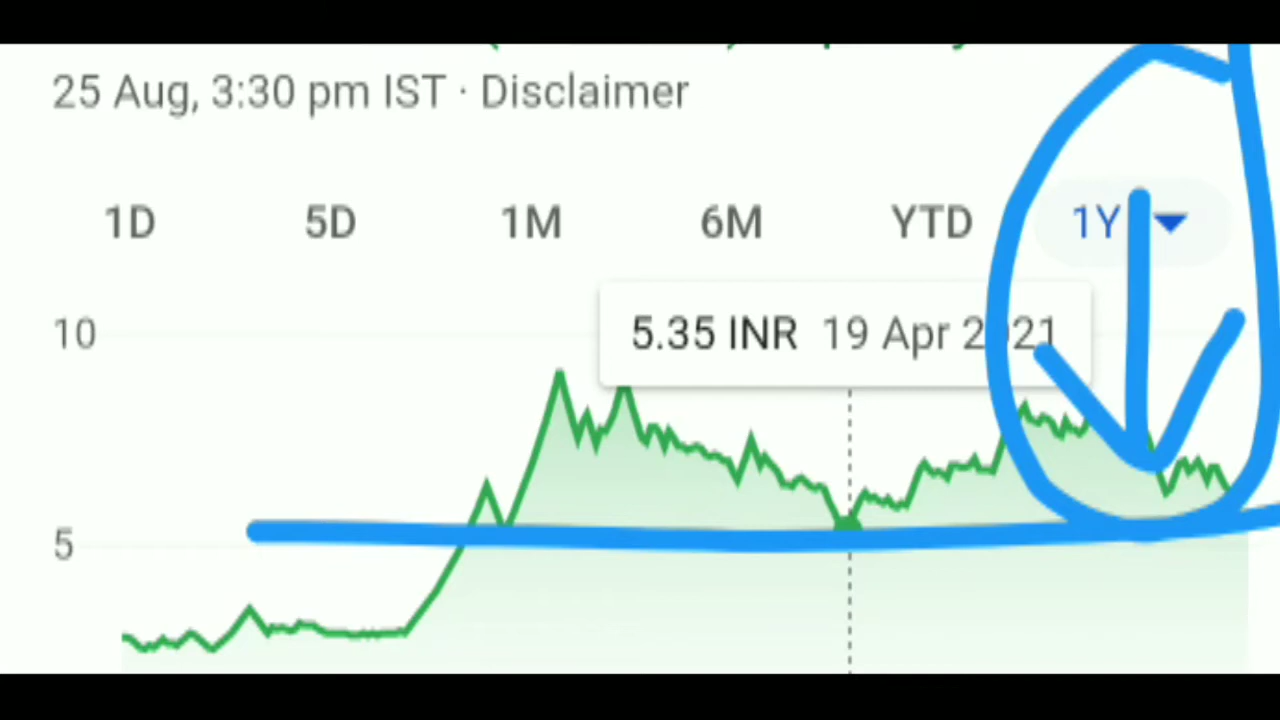 25 Aug, 3:30 pm IST · Disclaimer
1D 5D 1M 6M YTD 1Y
10
5.35 INR 19 Apr 2021
5